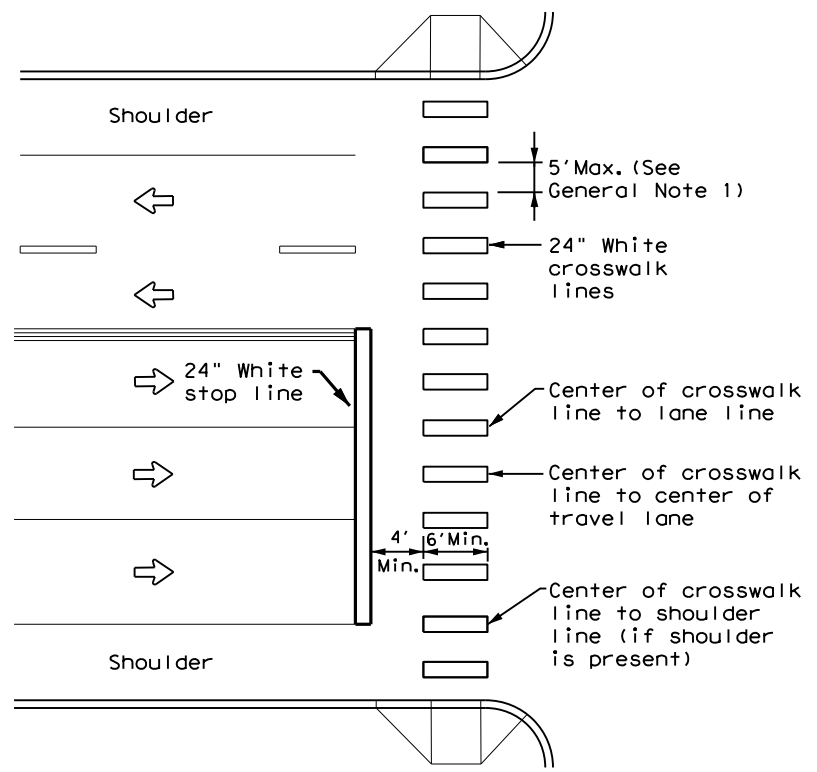 Shoulder
5'Max. (See
General Note 1)
24" White
crosswalk
lines
24" White
stop line
Center of crosswalk
line to lane line
Center of crosswalk
line to center of
travel lane
4'
Min.
6'Min.
Center of crosswalk
line to shoulder
line (if shoulder
is present)
Shoulder